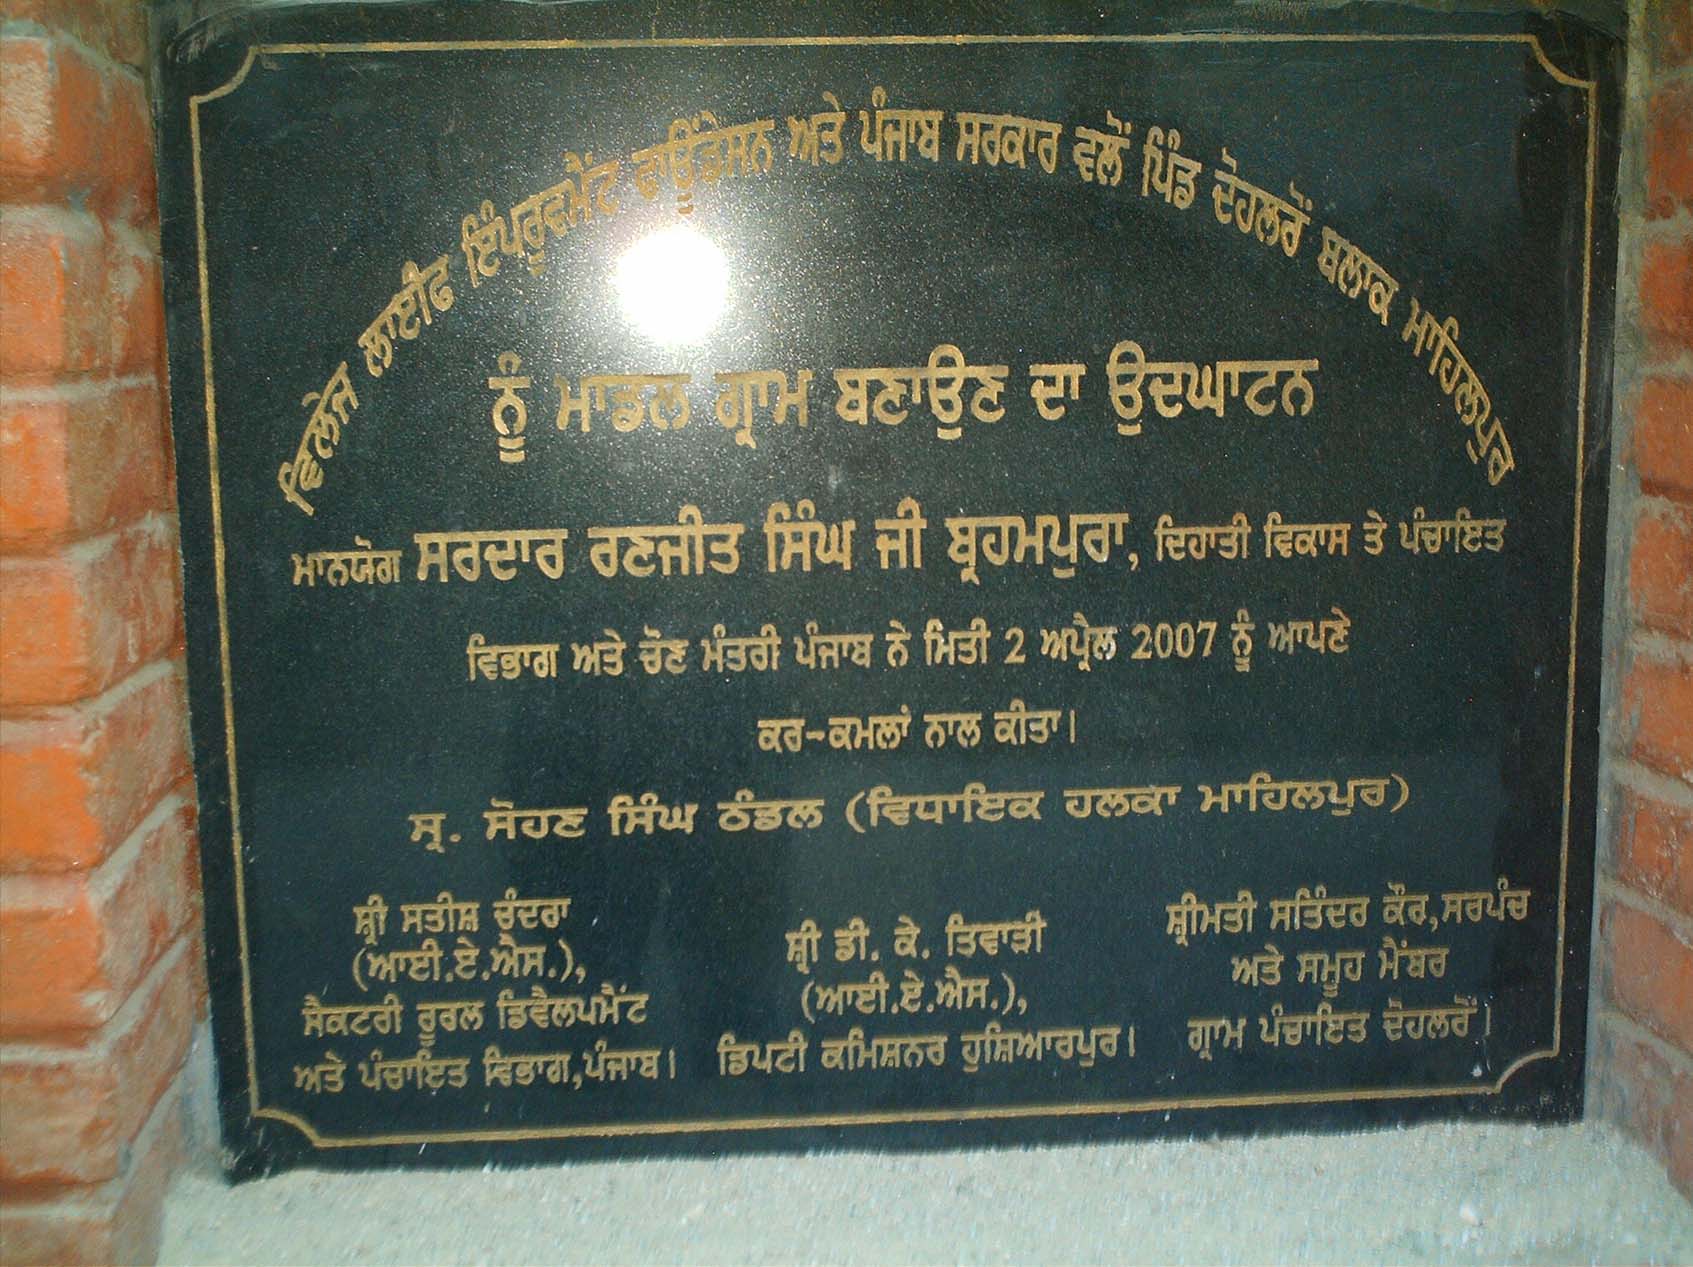 ਵਿਲੇਜ ਲਾਈਫ ਇੰਪਰੂਵਮੈਂਟ ਫਾਊਂਡੇਸਨ ਅਤੇ ਪੰਜਾਬ ਸਰਕਾਰ ਵਲੋਂ ਪਿੰਡ ਦੋਹਲਰੋਂ ਬਲਾਕ ਮਾਹਿਲਪੁਰ
ਨੂੰ ਮਾਡਲ ਗ੍ਰਾਮ ਬਣਾਉਣ ਦਾ ਉਦਘਾਟਨ
ਮਾਨਯੋਗ ਸਰਦਾਰ ਰਣਜੀਤ ਸਿੰਘ ਜੀ ਬ੍ਰਹਮਪੁਰਾ, ਦਿਹਾਤੀ ਵਿਕਾਸ ਤੇ ਪੰਚਾਇਤ
ਵਿਭਾਗ ਅਤੇ ਚੋਣ ਮੰਤਰੀ ਪੰਜਾਬ ਨੇ ਮਿਤੀ 2 ਅਪ੍ਰੈਲ 2007 ਨੂੰ ਆਪਣੇ
ਕਰ-ਕਮਲਾਂ ਨਾਲ ਕੀਤਾ।
ਸ੍ਰ. ਸੋਹਣ ਸਿੰਘ ਠੰਡਲ (ਵਿਧਾਇਕ ਹਲਕਾ ਮਾਹਿਲਪੁਰ)
ਸ਼੍ਰੀ ਸਤੀਸ਼ ਚੰਦਰਾ
(ਆਈ.ਏ.ਐਸ.),
ਸੈਕਟਰੀ ਰੂਰਲ ਡਿਵੈਲਪਮੈਂਟ
ਅਤੇ ਪੰਚਾਇਤ ਵਿਭਾਗ,ਪੰਜਾਬ।
ਸ਼੍ਰੀ ਡੀ. ਕੇ. ਤਿਵਾੜੀ
(ਆਈ.ਏ.ਐਸ.),
ਡਿਪਟੀ ਕਮਿਸ਼ਨਰ ਹੁਸ਼ਿਆਰਪੁਰ।
ਸ਼੍ਰੀਮਤੀ ਸਤਿੰਦਰ ਕੌਰ,ਸਰਪੰਚ
ਅਤੇ ਸਮੂਹ ਮੈਂਬਰ
ਗ੍ਰਾਮ ਪੰਚਾਇਤ ਦੋਹਲਰੋਂ।